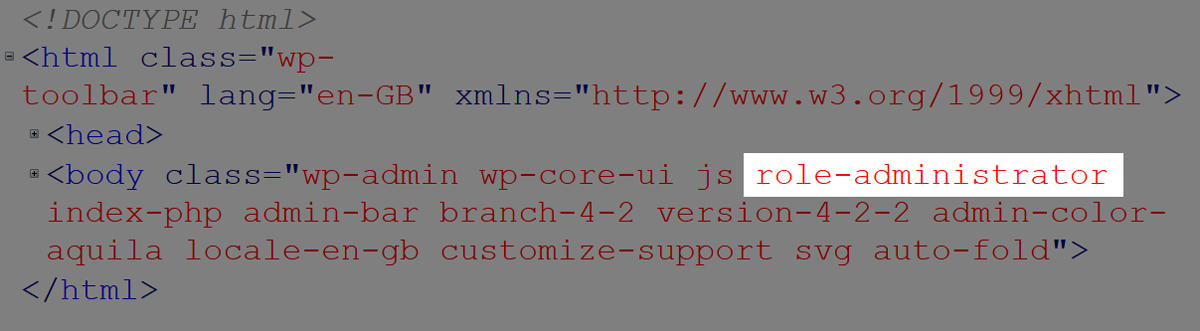 <!DOCTYPE html>
<html class="wp-
toolbar" lang="en-GB" xmlns="http://www.w3.org/1999/xhtml">
<head>
<body class="wp-admin wp-core-ui js role-administrator
index-php admin-bar branch-4-2 version-4-2-2 admin-color-
aquila locale-en-gb customize-support svg auto-fold">
</html>